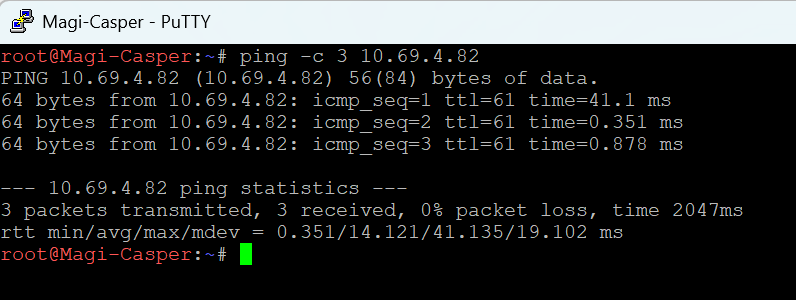 Magi-Casper - PuTTY
root@Magi-Casper:~# ping -c 3 10.69.4.82
PING 10.69.4.82 (10.69.4.82) 56(84) bytes of data.
64 bytes from 10.69.4.82: icmp_seq=1 ttl=61 time=41.1 ms
64 bytes from 10.69.4.82: icmp_seq=2 ttl=61 time=0.351 ms
64 bytes from 10.69.4.82: icmp_seq=3 ttl=61 time=0.878 ms

--- 10.69.4.82 ping statistics ---
3 packets transmitted, 3 received, 0% packet loss, time 2047ms
rtt min/avg/max/mdev = 0.351/14.121/41.135/19.102 ms
root@Magi-Casper:~#